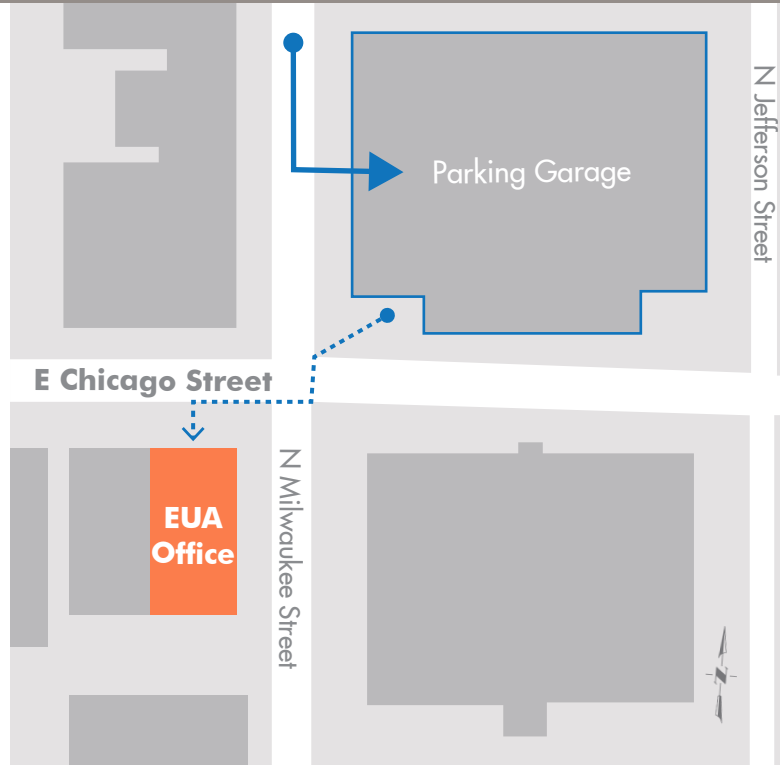 Parking Garage
N Jefferson Street
E Chicago Street
N Milwaukee Street
EUA
Office
N